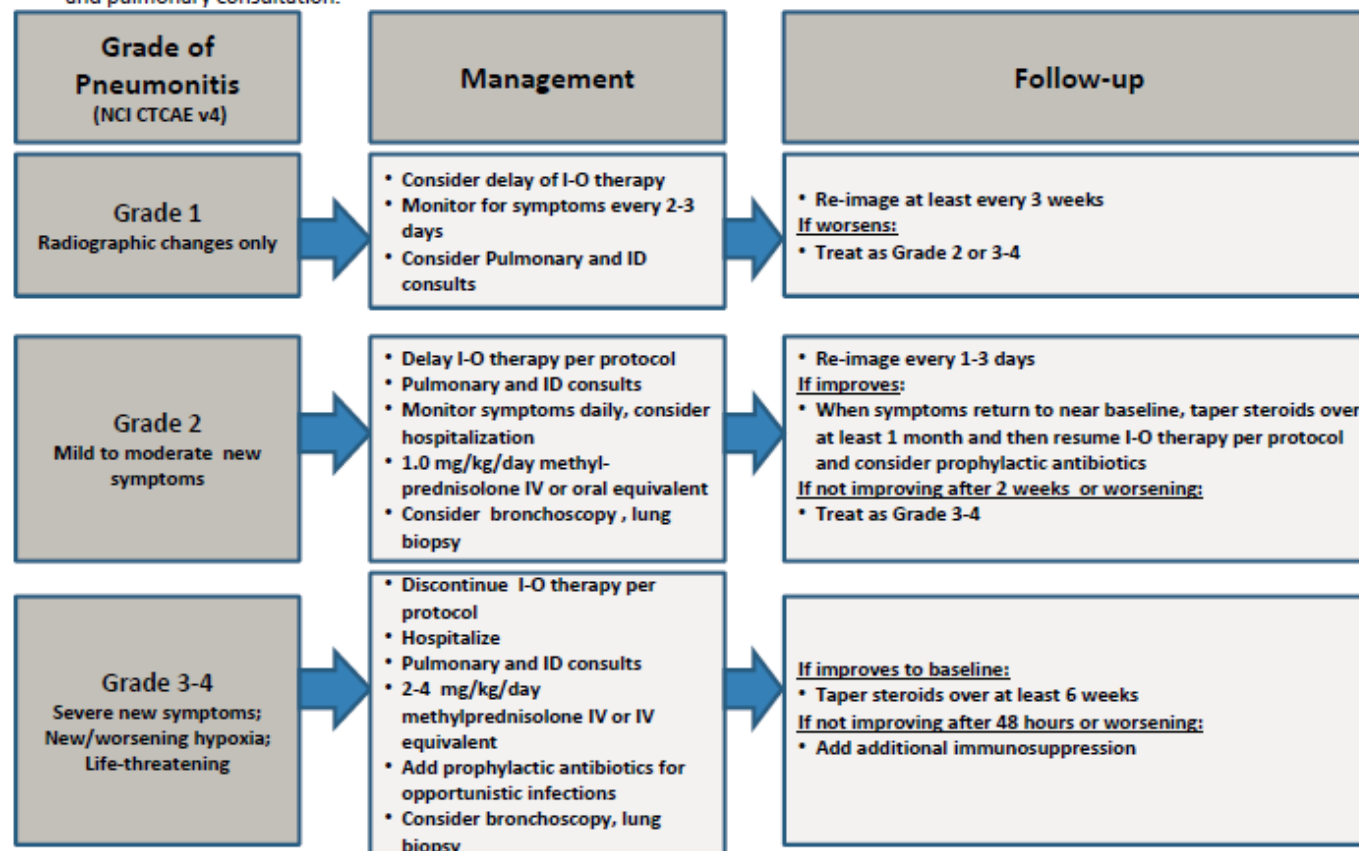 and pulmonary consultation.
Grade of
Pneumonitis
(NCI CTCAE v4)
Management
Follow-up
Grade 1
Radiographic changes only
• Consider delay of I-O therapy
• Monitor for symptoms every 2-3
days
• Consider Pulmonary and ID
consults
• Re-image at least every 3 weeks
If worsens:
• Treat as Grade 2 or 3-4
Grade 2
Mild to moderate new
symptoms
• Delay I-O therapy per protocol
• Pulmonary and ID consults
• Monitor symptoms daily, consider
hospitalization
• 1.0 mg/kg/day methyl-
prednisolone IV or oral equivalent
• Consider bronchoscopy , lung
biopsy
• Re-image every 1-3 days
If improves:
• When symptoms return to near baseline, taper steroids over
at least 1 month and then resume I-O therapy per protocol
and consider prophylactic antibiotics
If not improving after 2 weeks or worsening:
• Treat as Grade 3-4
Grade 3-4
Severe new symptoms;
New/worsening hypoxia;
Life-threatening
• Discontinue I-O therapy per
protocol
• Hospitalize
• Pulmonary and ID consults
• 2-4 mg/kg/day
methylprednisolone IV or IV
equivalent
• Add prophylactic antibiotics for
opportunistic infections
• Consider bronchoscopy, lung
biopsy
If improves to baseline:
• Taper steroids over at least 6 weeks
If not improving after 48 hours or worsening:
• Add additional immunosuppression